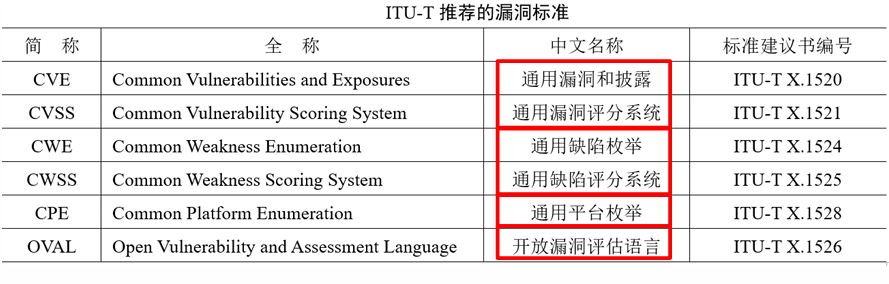 ITU-T 推荐的漏洞标准
简 称 全 称 中文名称 标准建议书编号
CVE Common Vulnerabilities and Exposures 通用漏洞和披露 ITU-T X.1520
CVSS Common Vulnerability Scoring System 通用漏洞评分系统 ITU-T X.1521
CWE Common Weakness Enumeration 通用缺陷枚举 ITU-T X.1524
CWSS Common Weakness Scoring System 通用缺陷评分系统 ITU-T X.1525
CPE Common Platform Enumeration 通用平台枚举 ITU-T X.1528
OVAL Open Vulnerability and Assessment Language 开放漏洞评估语言 ITU-T X.1526